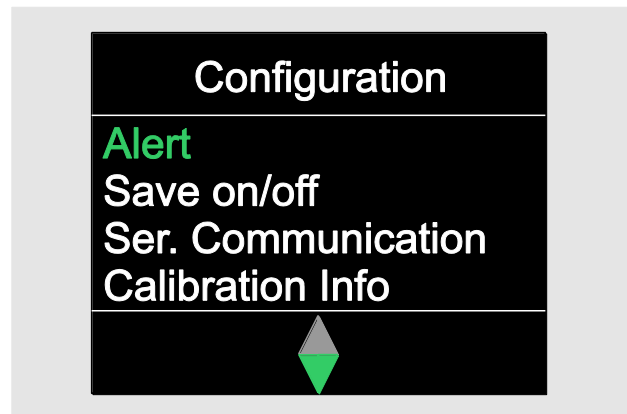 Configuration
Alert
Save on/off
Ser. Communication
Calibration Info